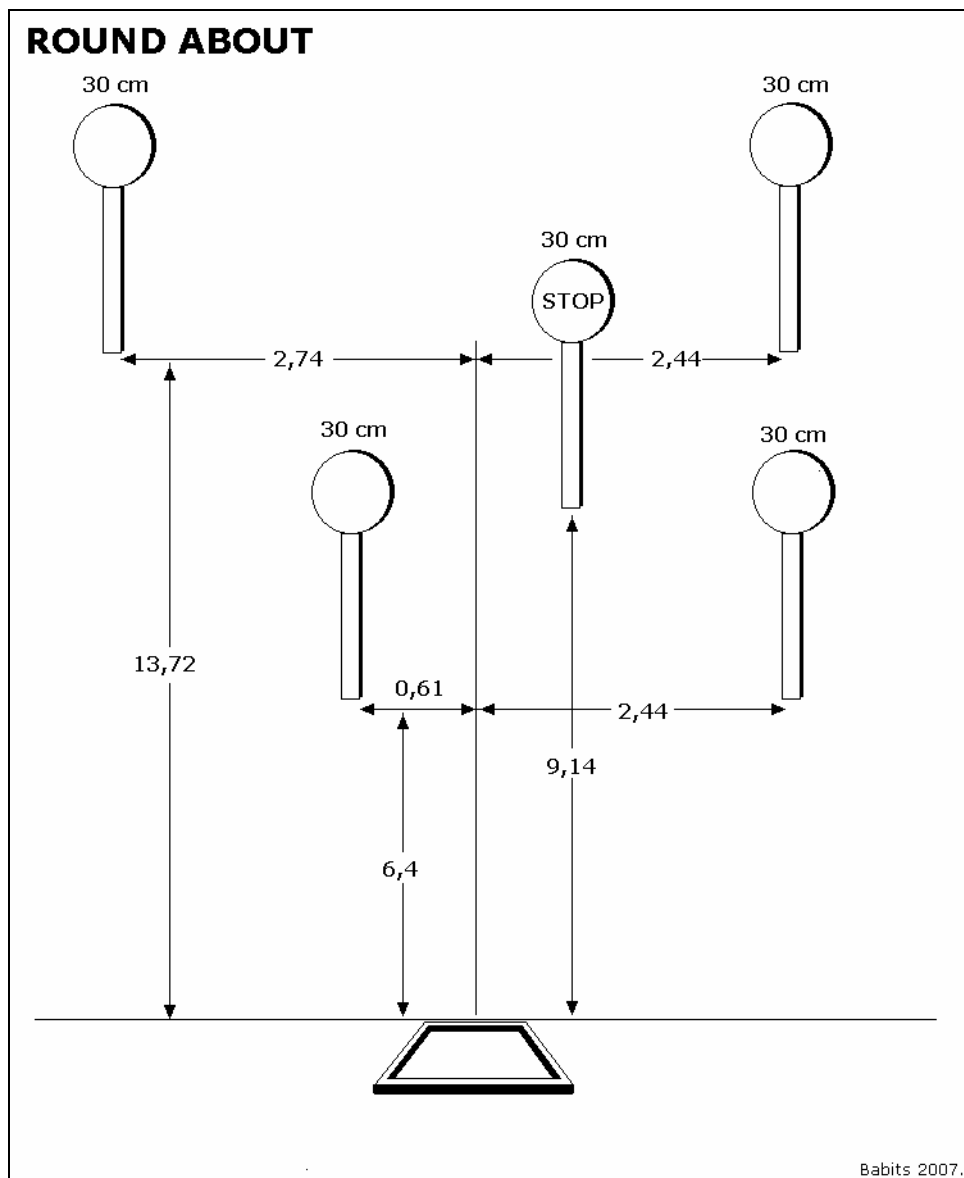 ROUND ABOUT
30 cm
30 cm
30 cm
STOP
2,74
2,44
30 cm
30 cm
13,72
0,61
2,44
9,14
6,4
Babits 2007.